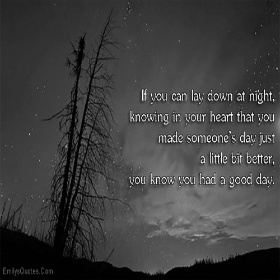 If you can lay down at night,
knowing in your heart that you
made someone's day just
a little bit better,
you know you had a good day.
EmilysQuotes.Com